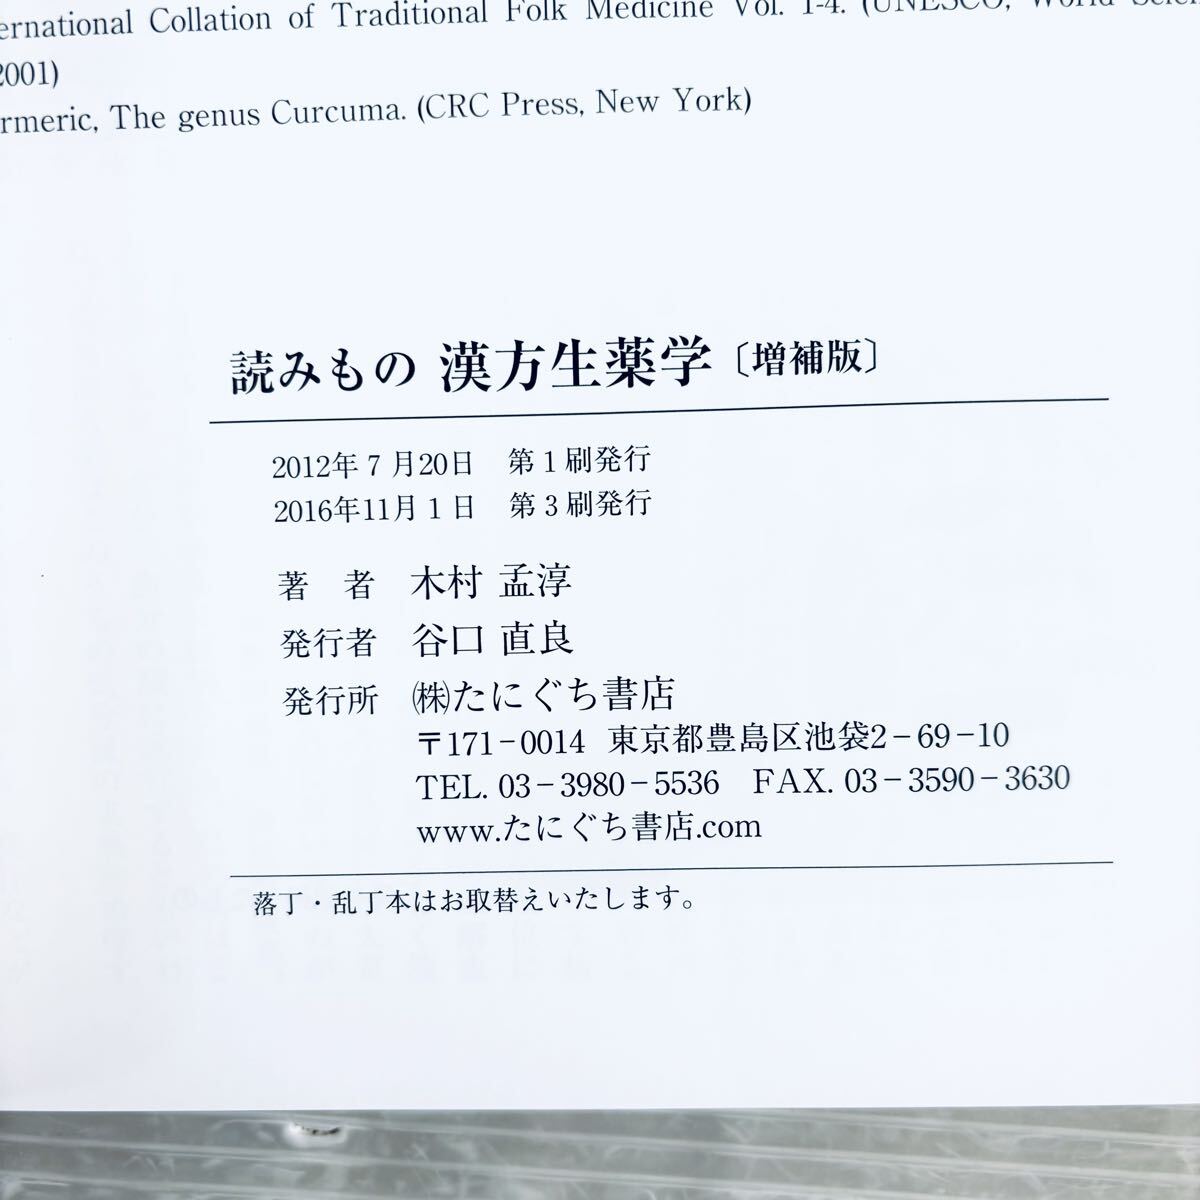 ernational Collation of Traditional Folk Medicine Vol. 1-4. (UNESCO, World Scien
2001)
rmeric, The genus Curcuma. (CRC Press, New York)
読みもの 漢方生薬学〔増補版〕
2012年7月20日 第1刷発行
2016年11月1日 第3刷発行
著 者 木村 孟淳
発行者 谷口 直良
発行所 ㈱たにぐち書店
〒171-0014 東京都豊島区池袋2-69-10
TEL. 03-3980-5536 FAX. 03-3590-3630
www.たにぐち書店.com
落丁・乱丁本はお取替えいたします。